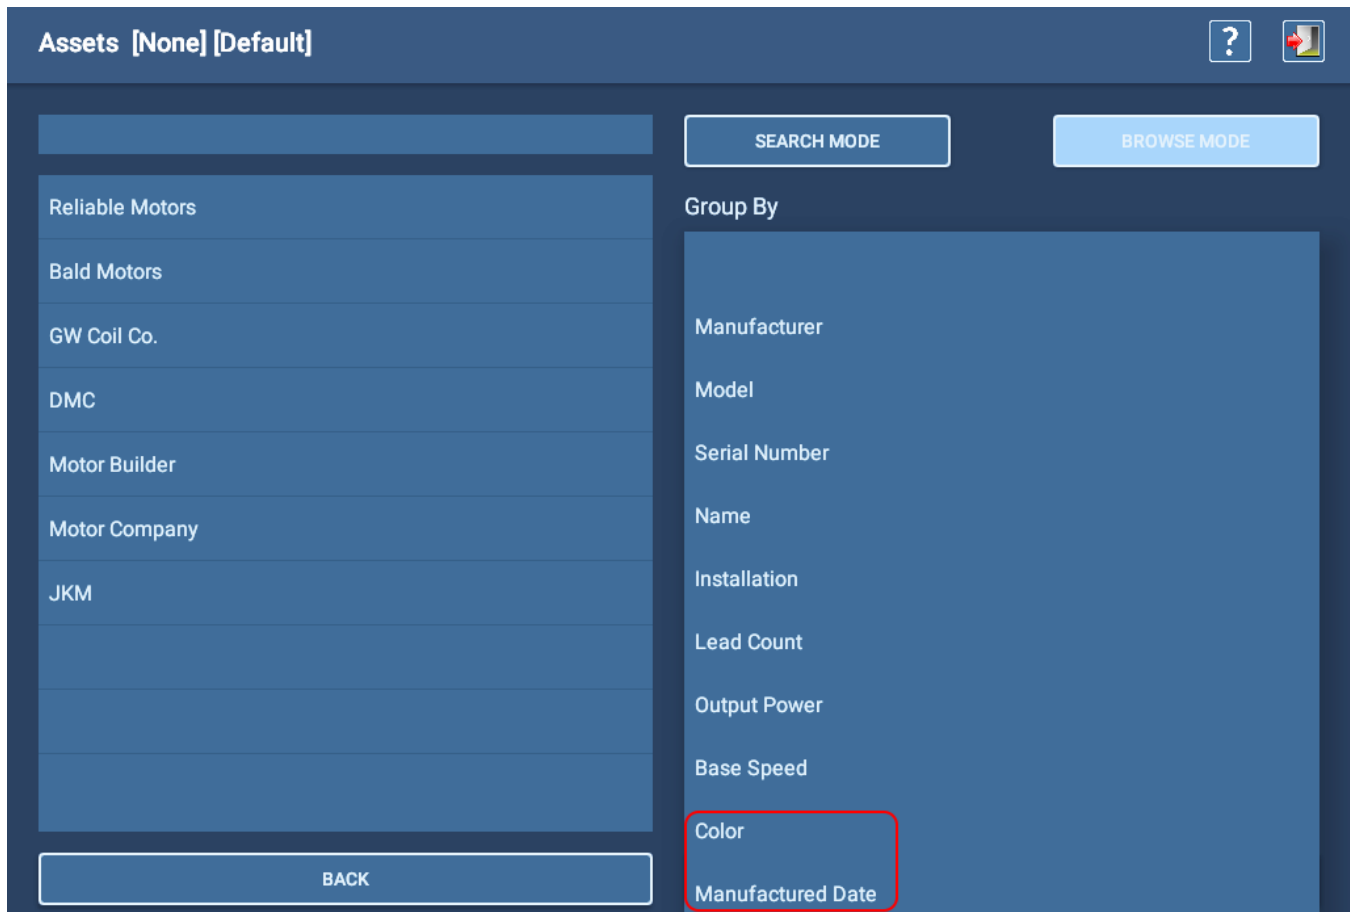 Assets [None] [Default]
?
SEARCH MODE
BROWSE MODE
Reliable Motors
Bald Motors
GW Coil Co.
DMC
Motor Builder
Motor Company
JKM
BACK
Group By
Manufacturer
Model
Serial Number
Name
Installation
Lead Count
Output Power
Base Speed
Color
Manufactured Date